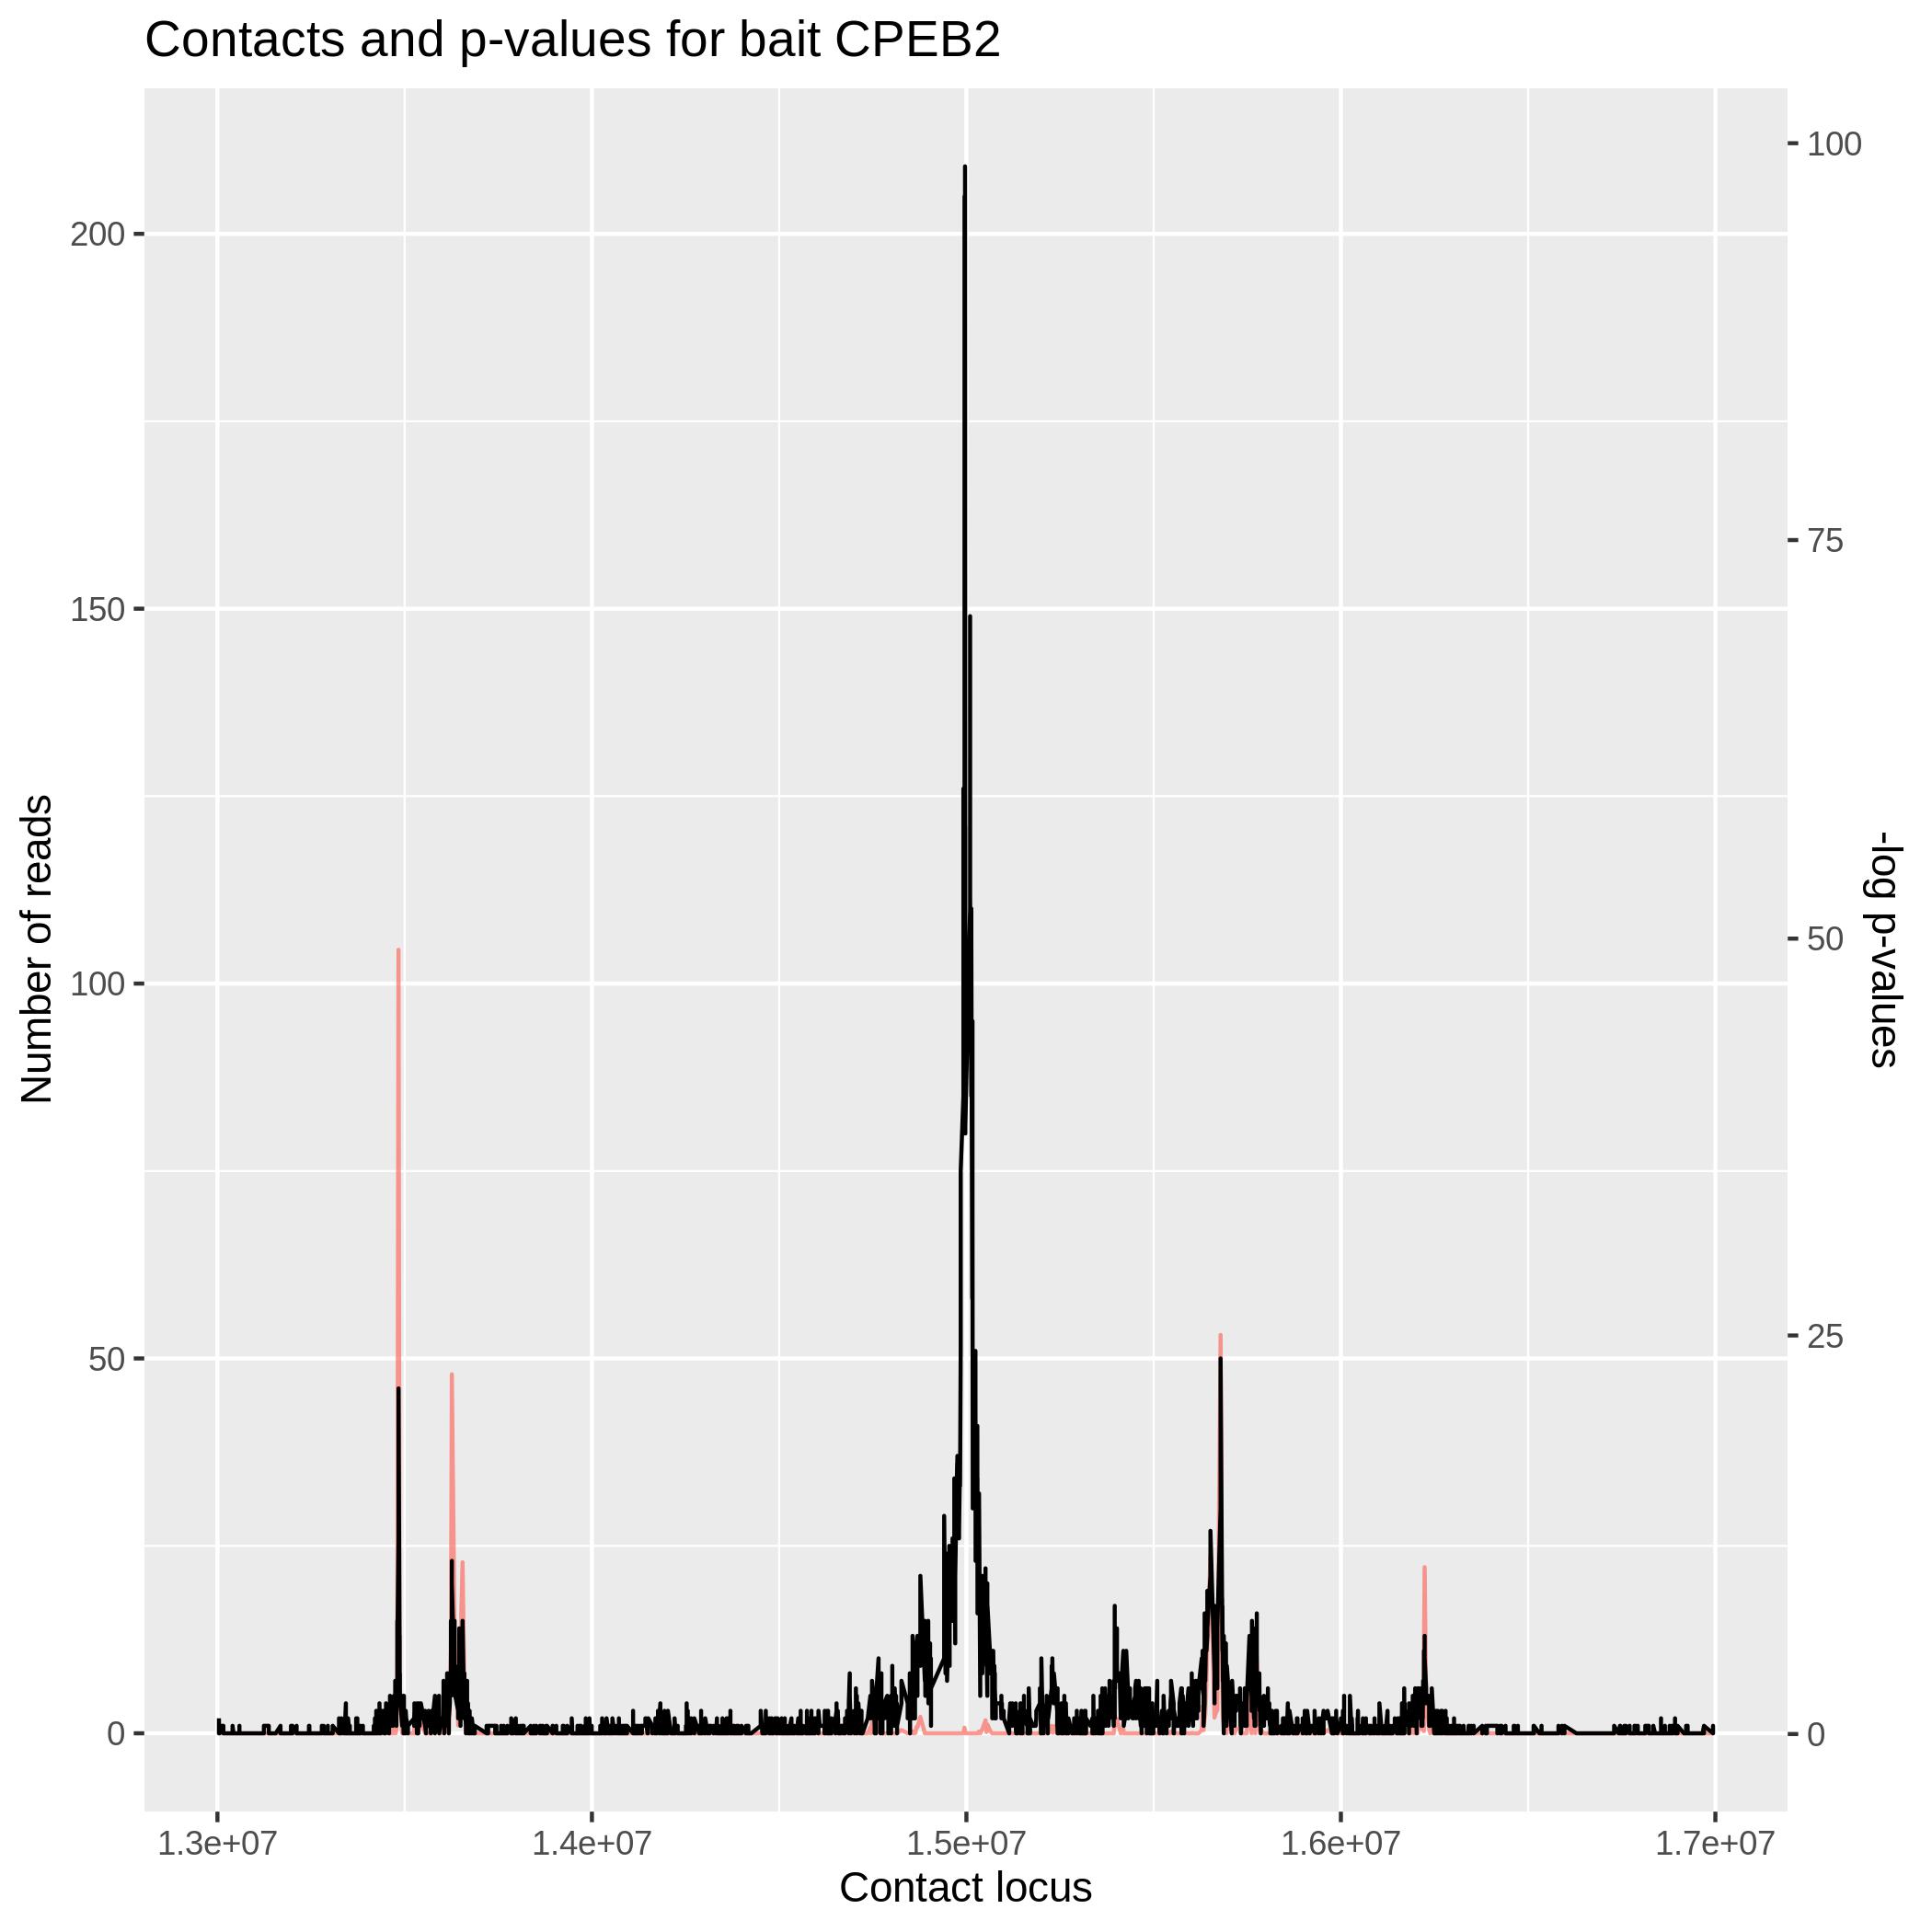 Contacts and p-values for bait CPEB2
200
150
100
50
0
Number of reads
100
75
50
25
0
-log p-values
1.3e+07
1.4e+07
1.5e+07
1.6e+07
1.7e+07
Contact locus